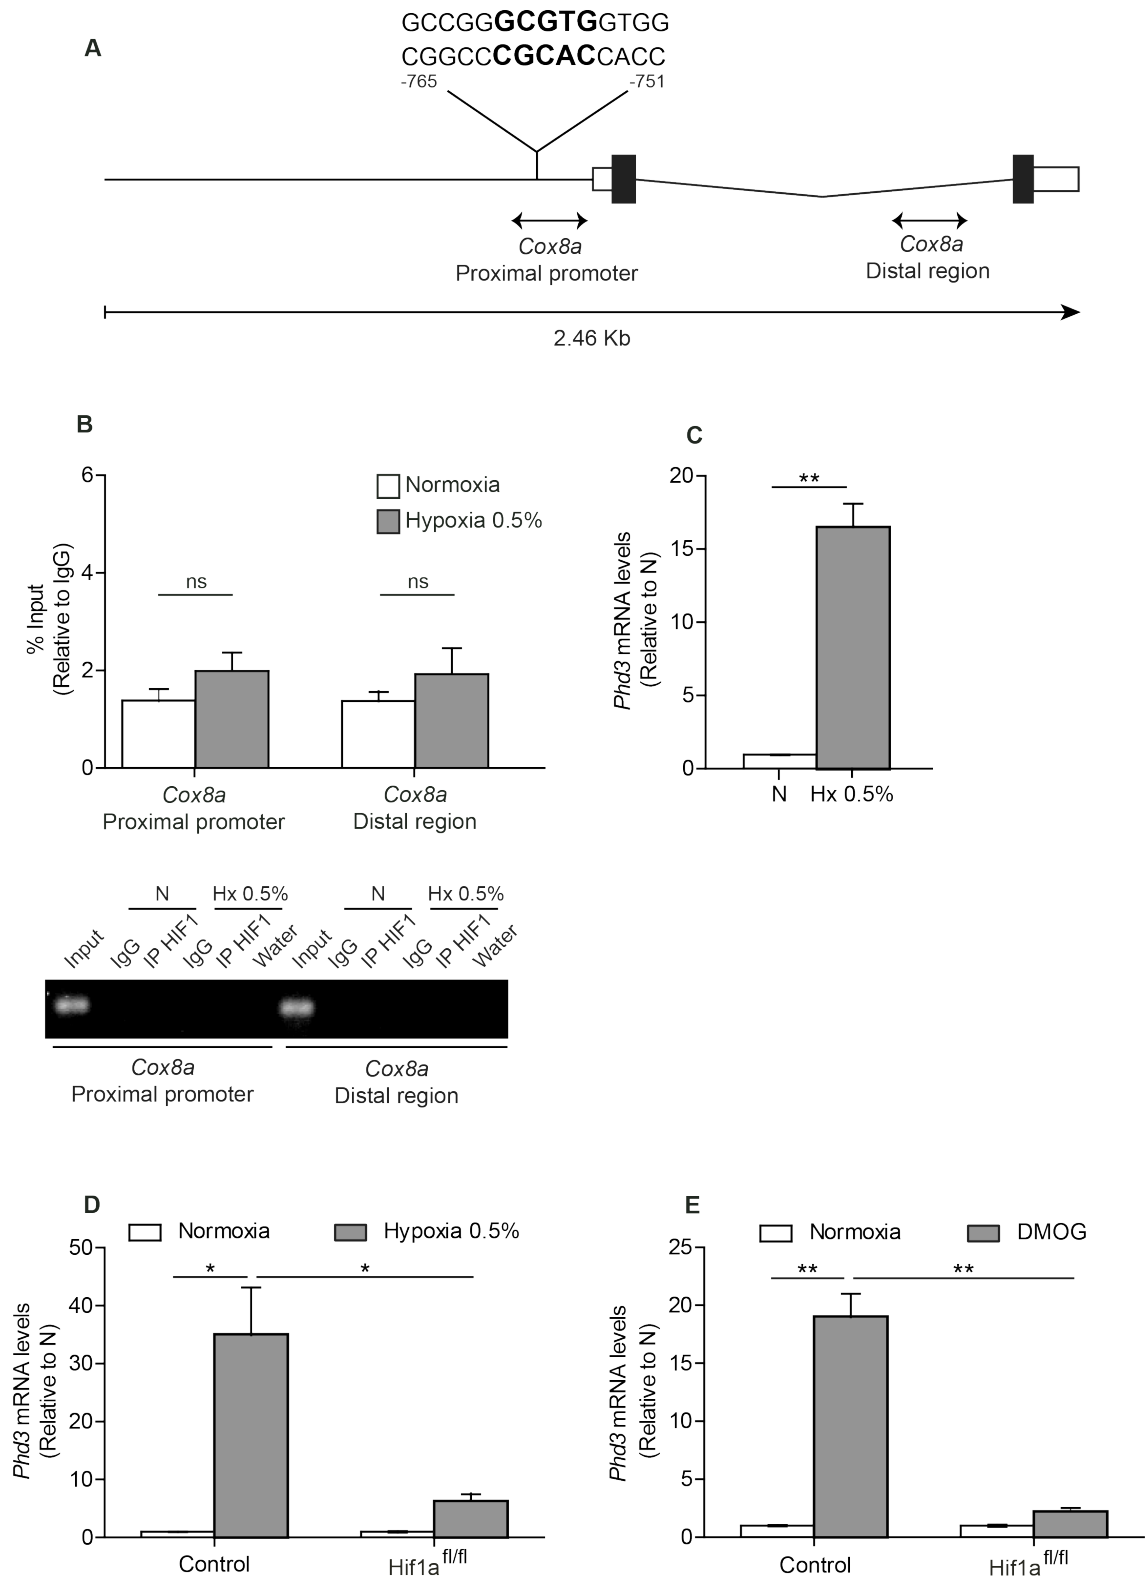 A
GCCGGGCGTGGTGG
CGGCCCGCACCACC
-765 -751
Cox8a
Proximal promoter
Cox8a
Distal region
2.46 Kb
B
% Input
(Relative to IgG)
6
4
2
0
Normoxia
Hypoxia 0.5%
ns ns
Cox8a
Proximal promoter
Cox8a
Distal region
N Hx 0.5% N Hx 0.5%
Input IgG IP HIF1 IgG IP HIF1 Water Input IgG IP HIF1 IgG IP HIF1 Water
Cox8a
Proximal promoter
Cox8a
Distal region
C
Phd3 mRNA levels
(Relative to N)
20
15
10
5
0
**
N Hx 0.5%
D
Normoxia Hypoxia 0.5%
Phd3 mRNA levels
(Relative to N)
50
40
30
20
10
0
* *
Control Hif1a fl/fl
E
Normoxia DMOG
Phd3 mRNA levels
(Relative to N)
25
20
15
10
5
0
** **
Control Hif1a fl/fl